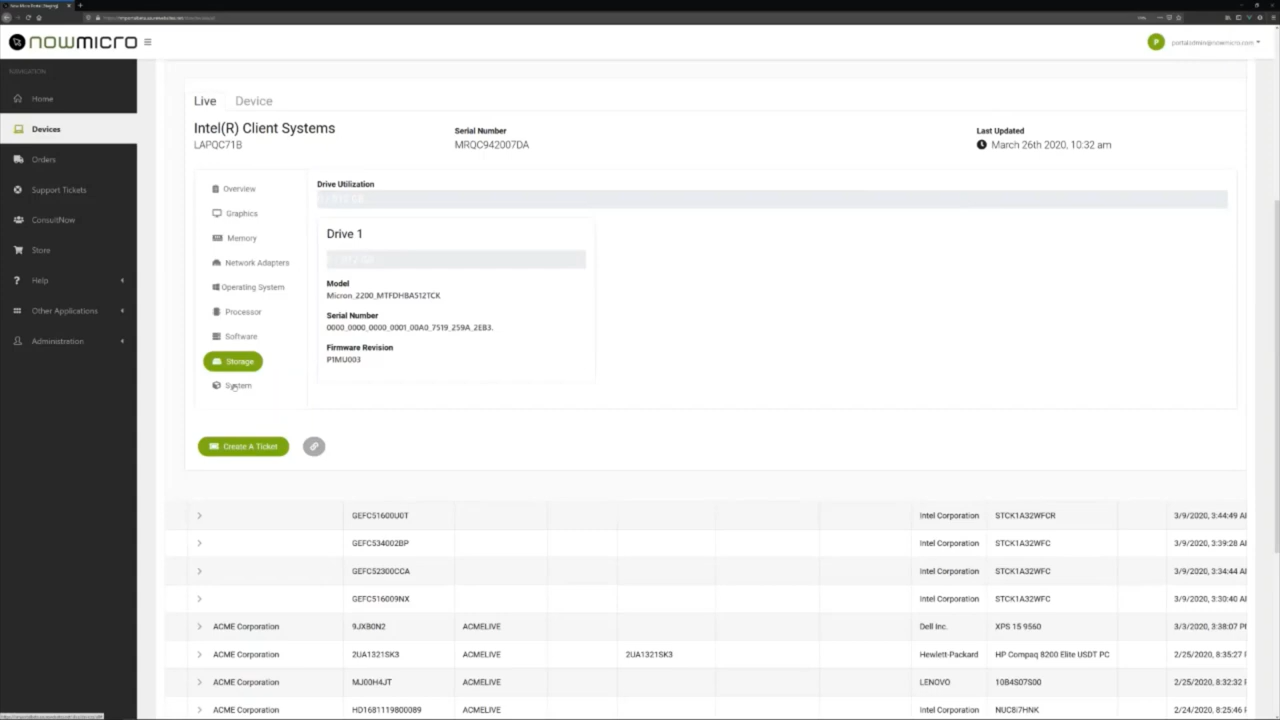 Now Micro Portal (Staging)
nowmicro
portaladmin@nowmicro.com
P
NAVIGATION
Home
Devices
Orders
Support Tickets
ConsultNow
Store
Help
Other Applications
Administration
Live Device
Intel(R) Client Systems
LAPQC71B
Serial Number
MRQC942007DA
Last Updated
March 26th 2020, 10:32 am
Overview
Graphics
Memory
Network Adapters
Operating System
Processor
Software
Storage
System
Drive Utilization
Drive 1
Model
Micron_2200_MTFDHBA512TCK
Serial Number
0000_0000_0000_0001_00A0_7519_259A_2EB3.
Firmware Revision
P1MU003
Create A Ticket
GEFC51600U0T Intel Corporation STCK1A32WFCR 3/9/2020, 3:44:49 A
GEFC534002BP Intel Corporation STCK1A32WFC 3/9/2020, 3:39:28 A
GEFC52300CCA Intel Corporation STCK1A32WFC 3/9/2020, 3:34:44 A
GEFC516009NX Intel Corporation STCK1A32WFC 3/9/2020, 3:30:40 A
ACME Corporation 9JXB0N2 ACMELIVE Dell Inc. XPS 15 9560 3/3/2020, 3:38:07 P
ACME Corporation 2UA1321SK3 ACMELIVE 2UA1321SK3 Hewlett-Packard HP Compaq 8200 Elite USDT PC 2/25/2020, 8:35:27
ACME Corporation MJ00H4JT ACMELIVE LENOVO 10B4S07S00 2/25/2020, 8:32:32
ACME Corporation HD1681119800089 ACMELIVE Intel Corporation NUC8i7HNK 2/24/2020, 8:25:46